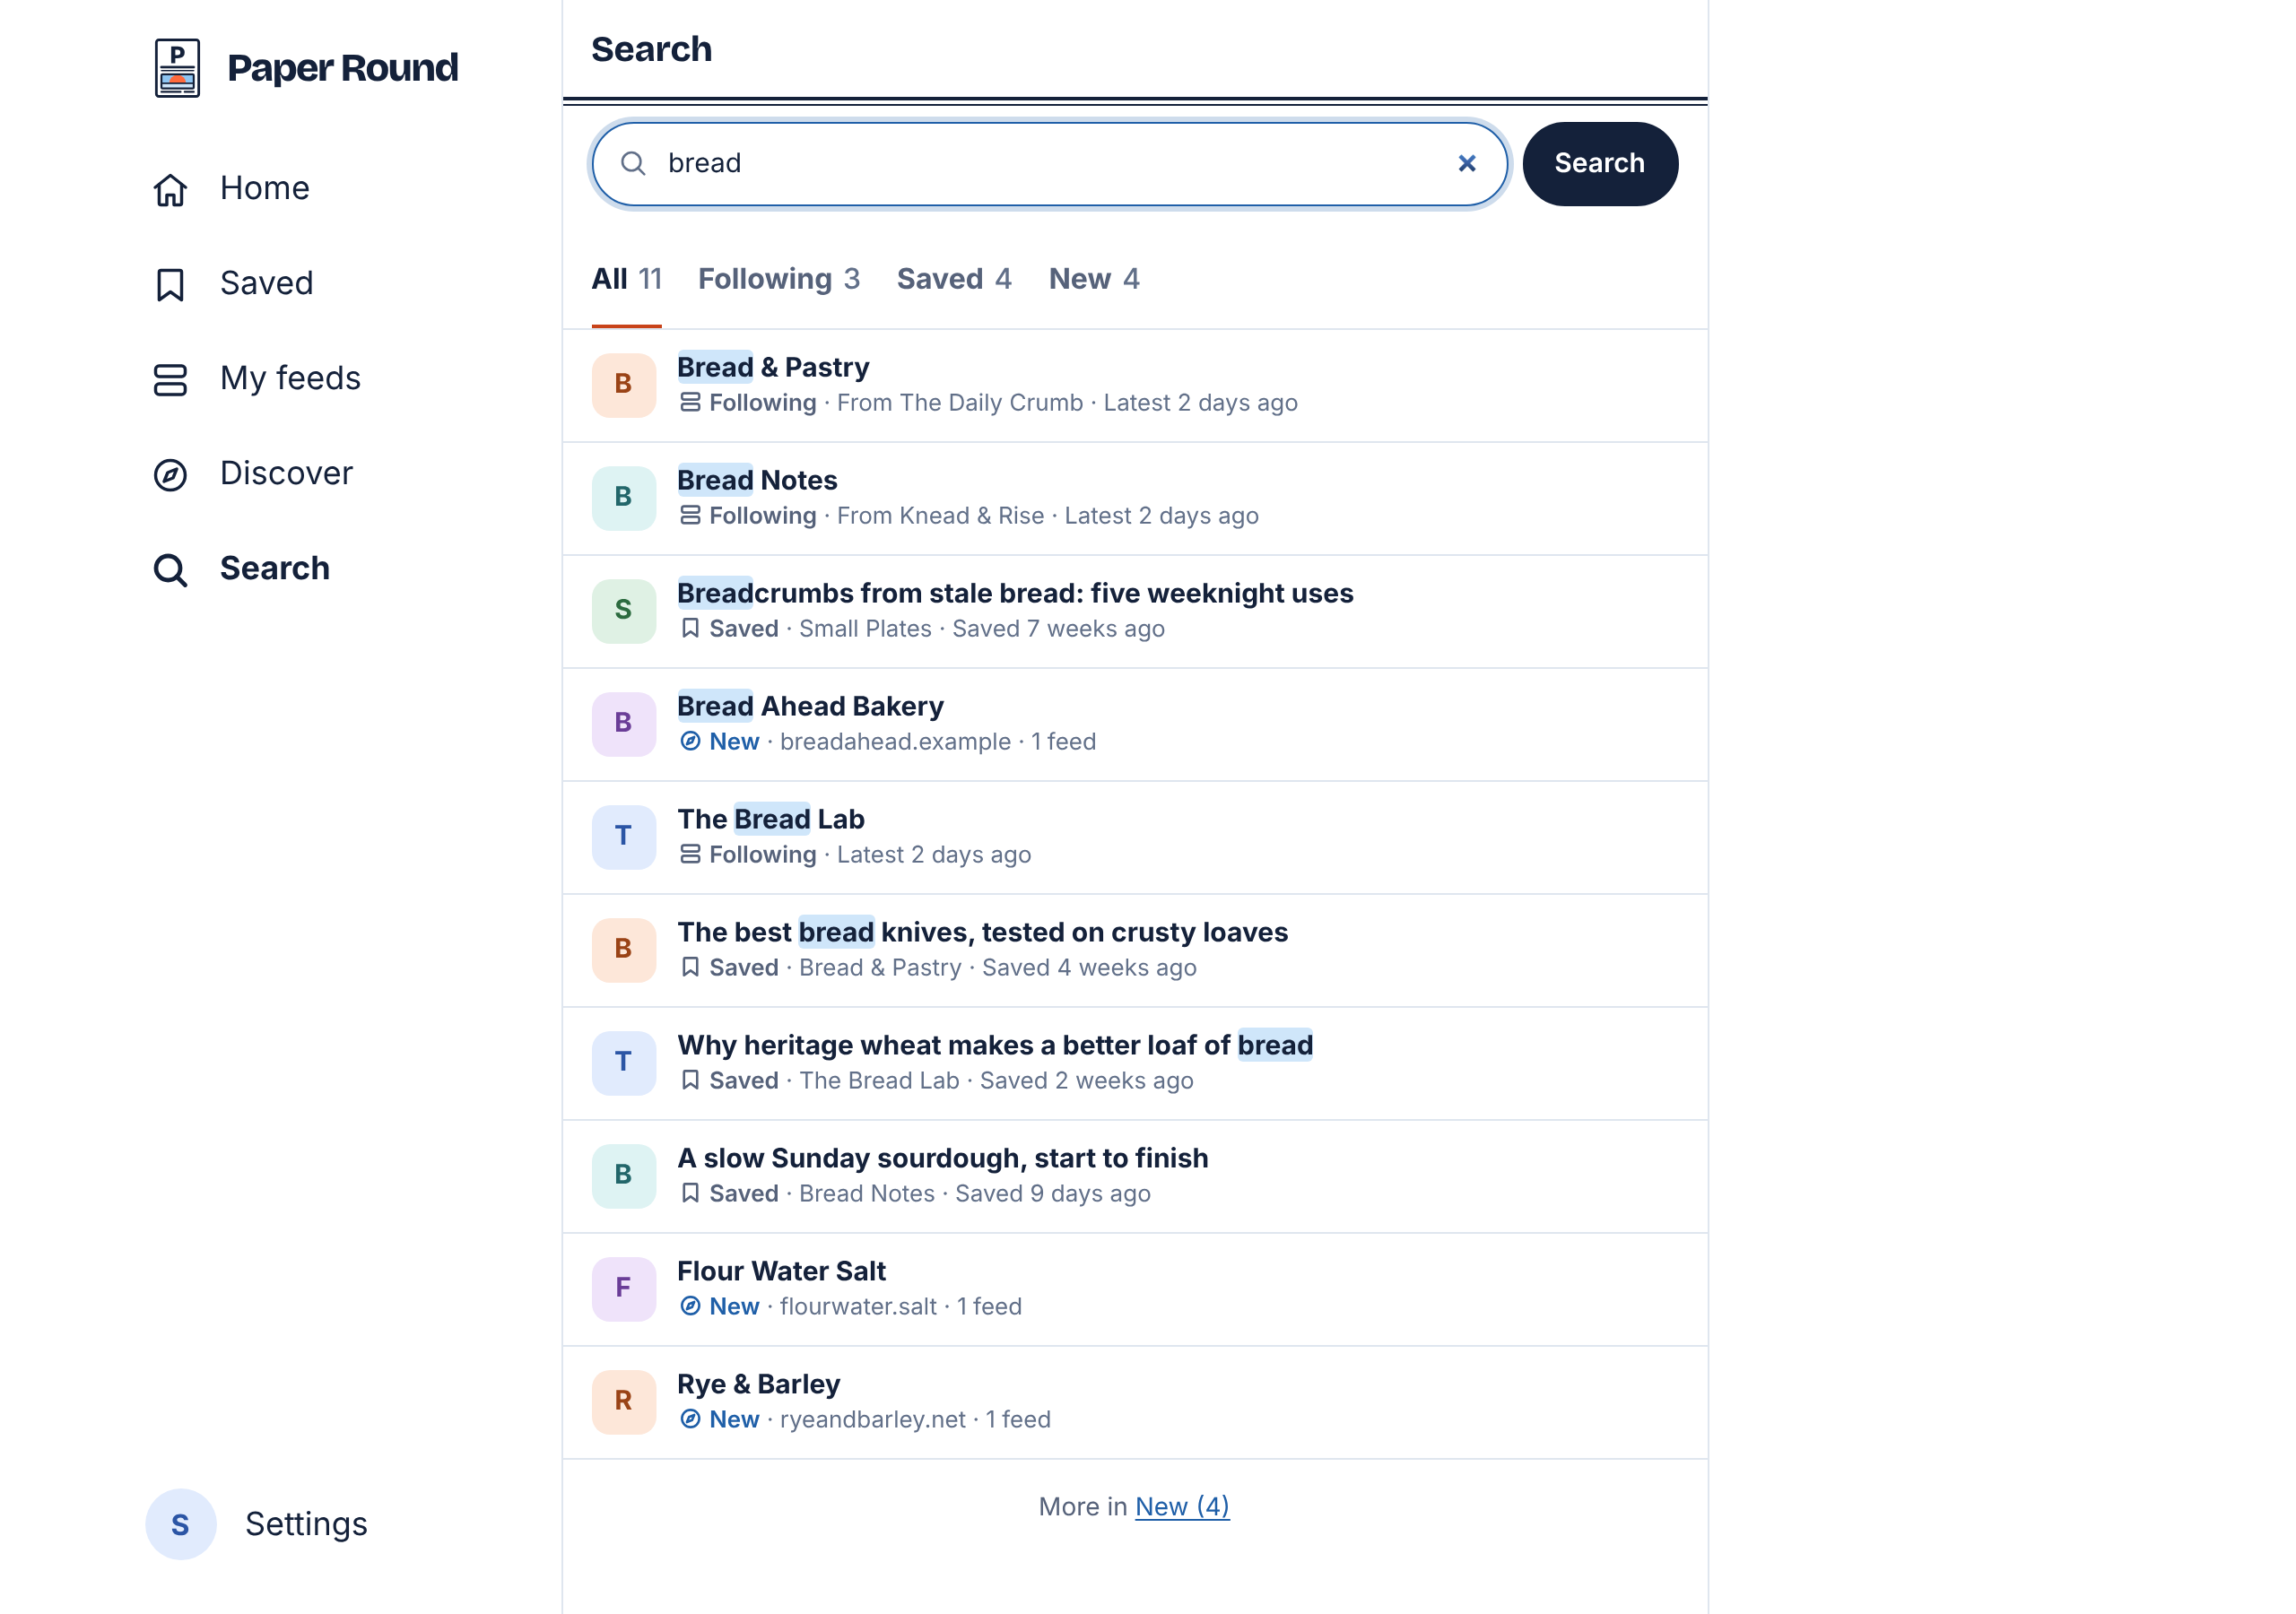 P
Paper Round
Home
Saved
My feeds
Discover
Search
S
Settings
Search
bread
Search
All 11 Following 3 Saved 4 New 4
B
Bread & Pastry
Following · From The Daily Crumb · Latest 2 days ago
B
Bread Notes
Following · From Knead & Rise · Latest 2 days ago
S
Breadcrumbs from stale bread: five weeknight uses
Saved · Small Plates · Saved 7 weeks ago
B
Bread Ahead Bakery
New · breadahead.example · 1 feed
T
The Bread Lab
Following · Latest 2 days ago
B
The best bread knives, tested on crusty loaves
Saved · Bread & Pastry · Saved 4 weeks ago
T
Why heritage wheat makes a better loaf of bread
Saved · The Bread Lab · Saved 2 weeks ago
B
A slow Sunday sourdough, start to finish
Saved · Bread Notes · Saved 9 days ago
F
Flour Water Salt
New · flourwater.salt · 1 feed
R
Rye & Barley
New · ryeandbarley.net · 1 feed
More in New (4)